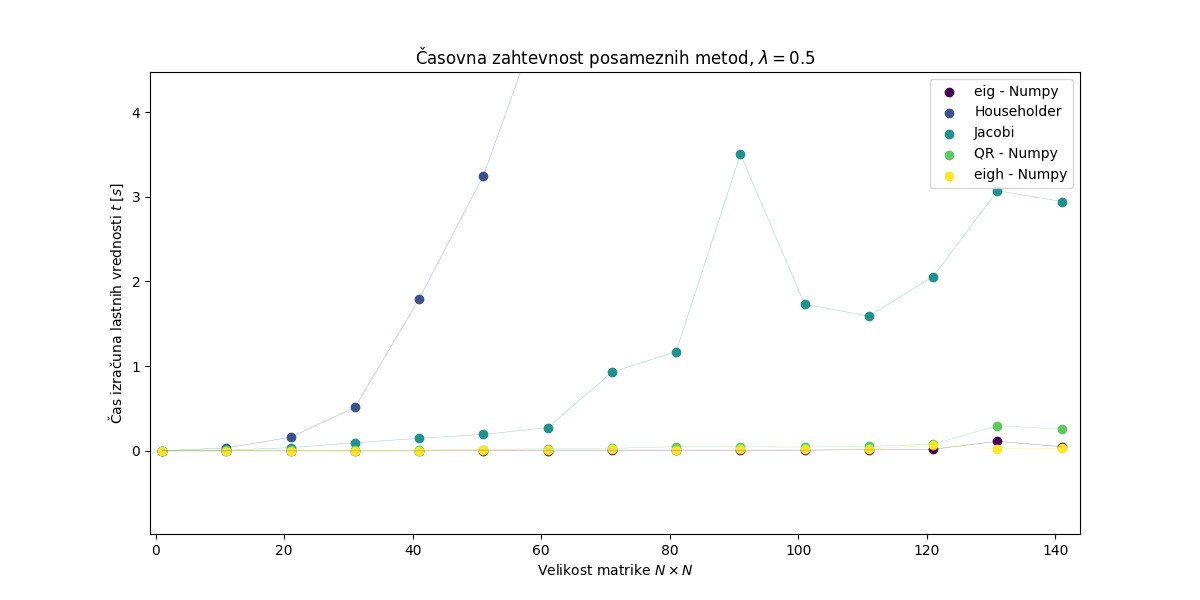 Časovna zahtevnost posameznih metod, λ = 0.5
eig - Numpy
Householder
Jacobi
QR - Numpy
eigh - Numpy
Čas izračuna lastnih vrednosti t [s]
4
3
2
1
0
0 20 40 60 80 100 120 140
Velikost matrike N × N